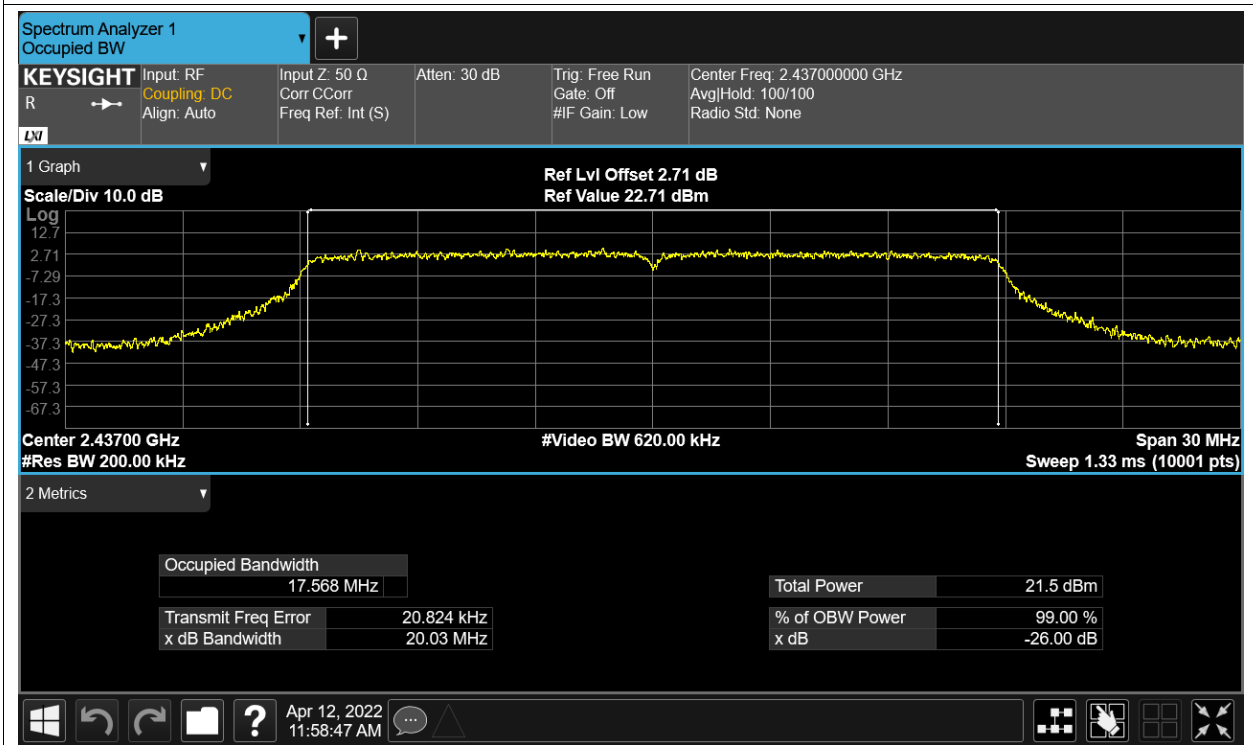 Spectrum Analyzer 1
Occupied BW
+
KEYSIGHT
R
LXI
Input: RF
Coupling: DC
Align: Auto
Input Z: 50 Ω
Corr CCorr
Freq Ref: Int (S)
Atten: 30 dB
Trig: Free Run
Gate: Off
#IF Gain: Low
Center Freq: 2.437000000 GHz
Avg|Hold: 100/100
Radio Std: None
1 Graph
Scale/Div 10.0 dB
Ref Lvl Offset 2.71 dB
Ref Value 22.71 dBm
Log
12.7
2.71
-7.29
-17.3
-27.3
-37.3
-47.3
-57.3
-67.3
Center 2.43700 GHz
#Res BW 200.00 kHz
#Video BW 620.00 kHz
Span 30 MHz
Sweep 1.33 ms (10001 pts)
2 Metrics
Occupied Bandwidth
17.568 MHz
Transmit Freq Error 20.824 kHz
x dB Bandwidth 20.03 MHz
Total Power 21.5 dBm
% of OBW Power 99.00 %
x dB -26.00 dB
?
Apr 12, 2022
11:58:47 AM